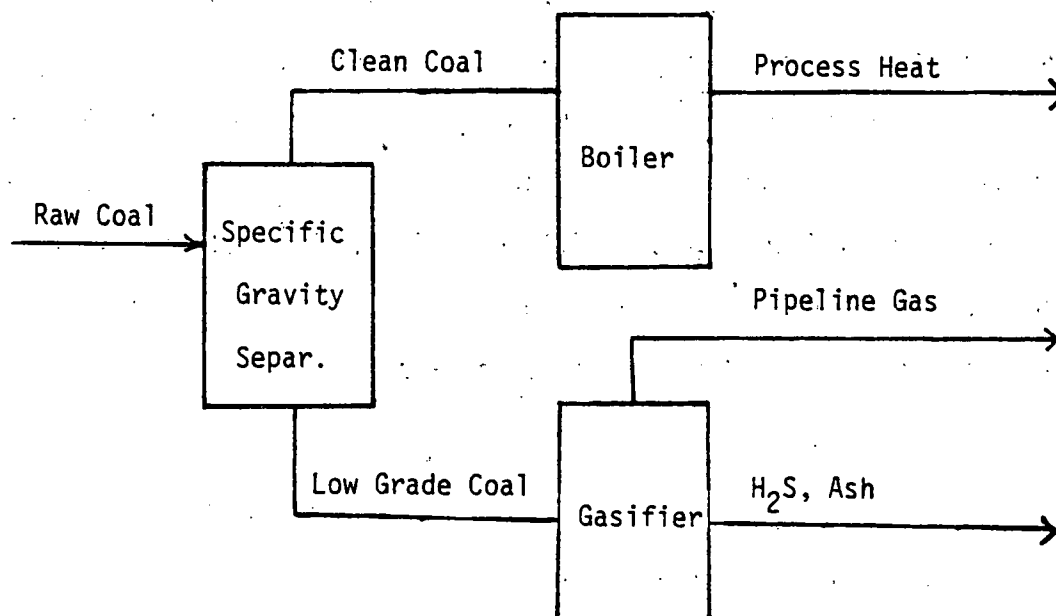 Clean Coal
Process Heat
Boiler
Raw Coal
Specific
Gravity
Separ.
Pipeline Gas
Low Grade Coal
H₂S, Ash
Gasifier